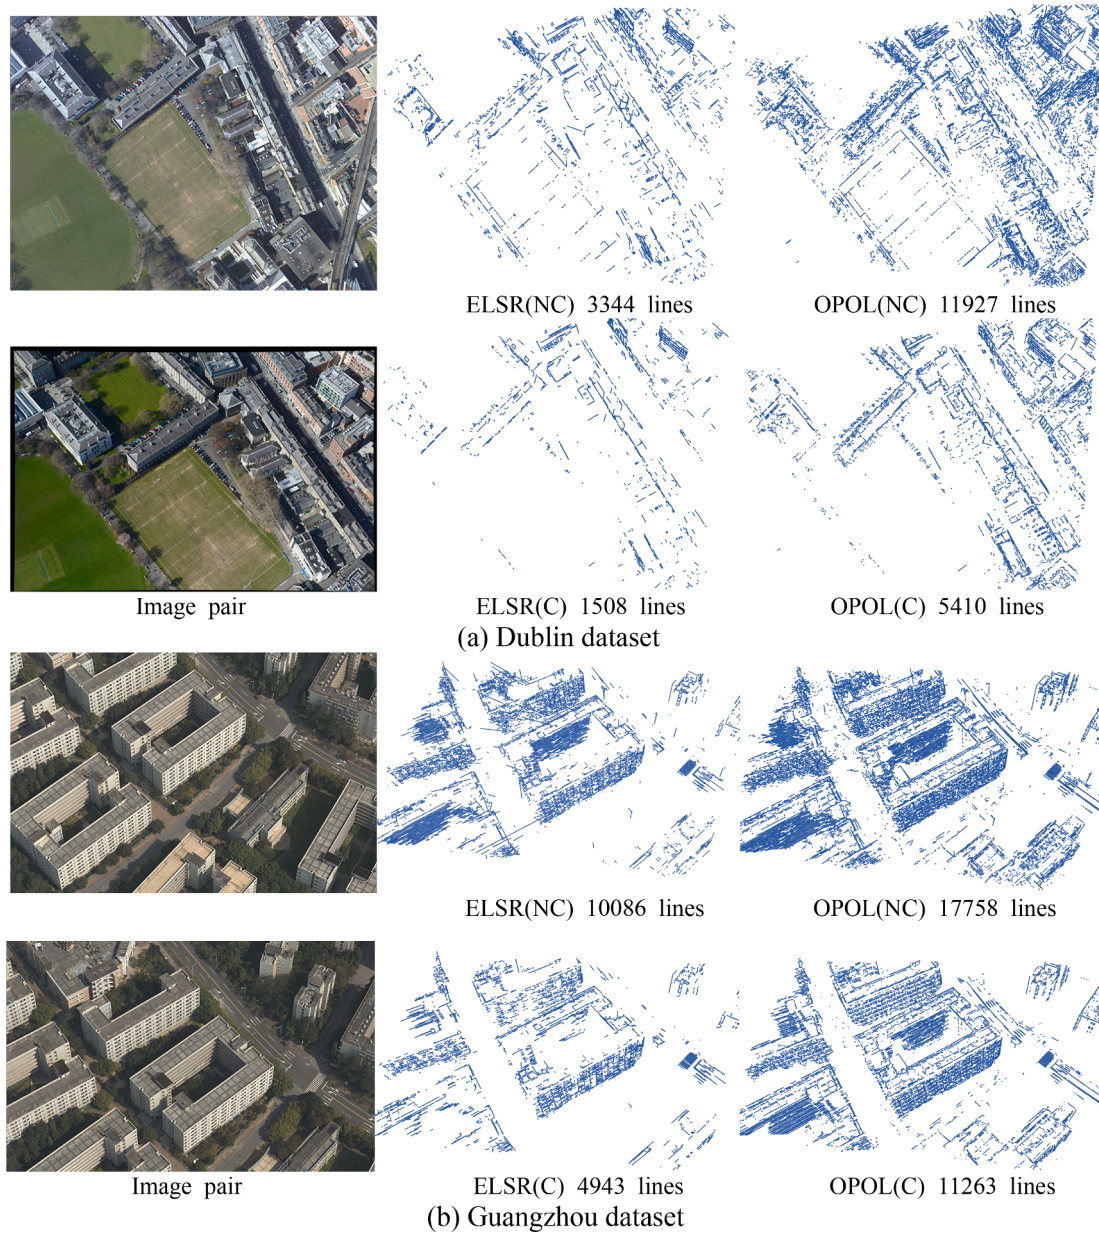 ELSR(NC) 3344 lines
OPOL(NC) 11927 lines
Image pair
ELSR(C) 1508 lines
OPOL(C) 5410 lines
(a) Dublin dataset
ELSR(NC) 10086 lines
OPOL(NC) 17758 lines
Image pair
ELSR(C) 4943 lines
OPOL(C) 11263 lines
(b) Guangzhou dataset